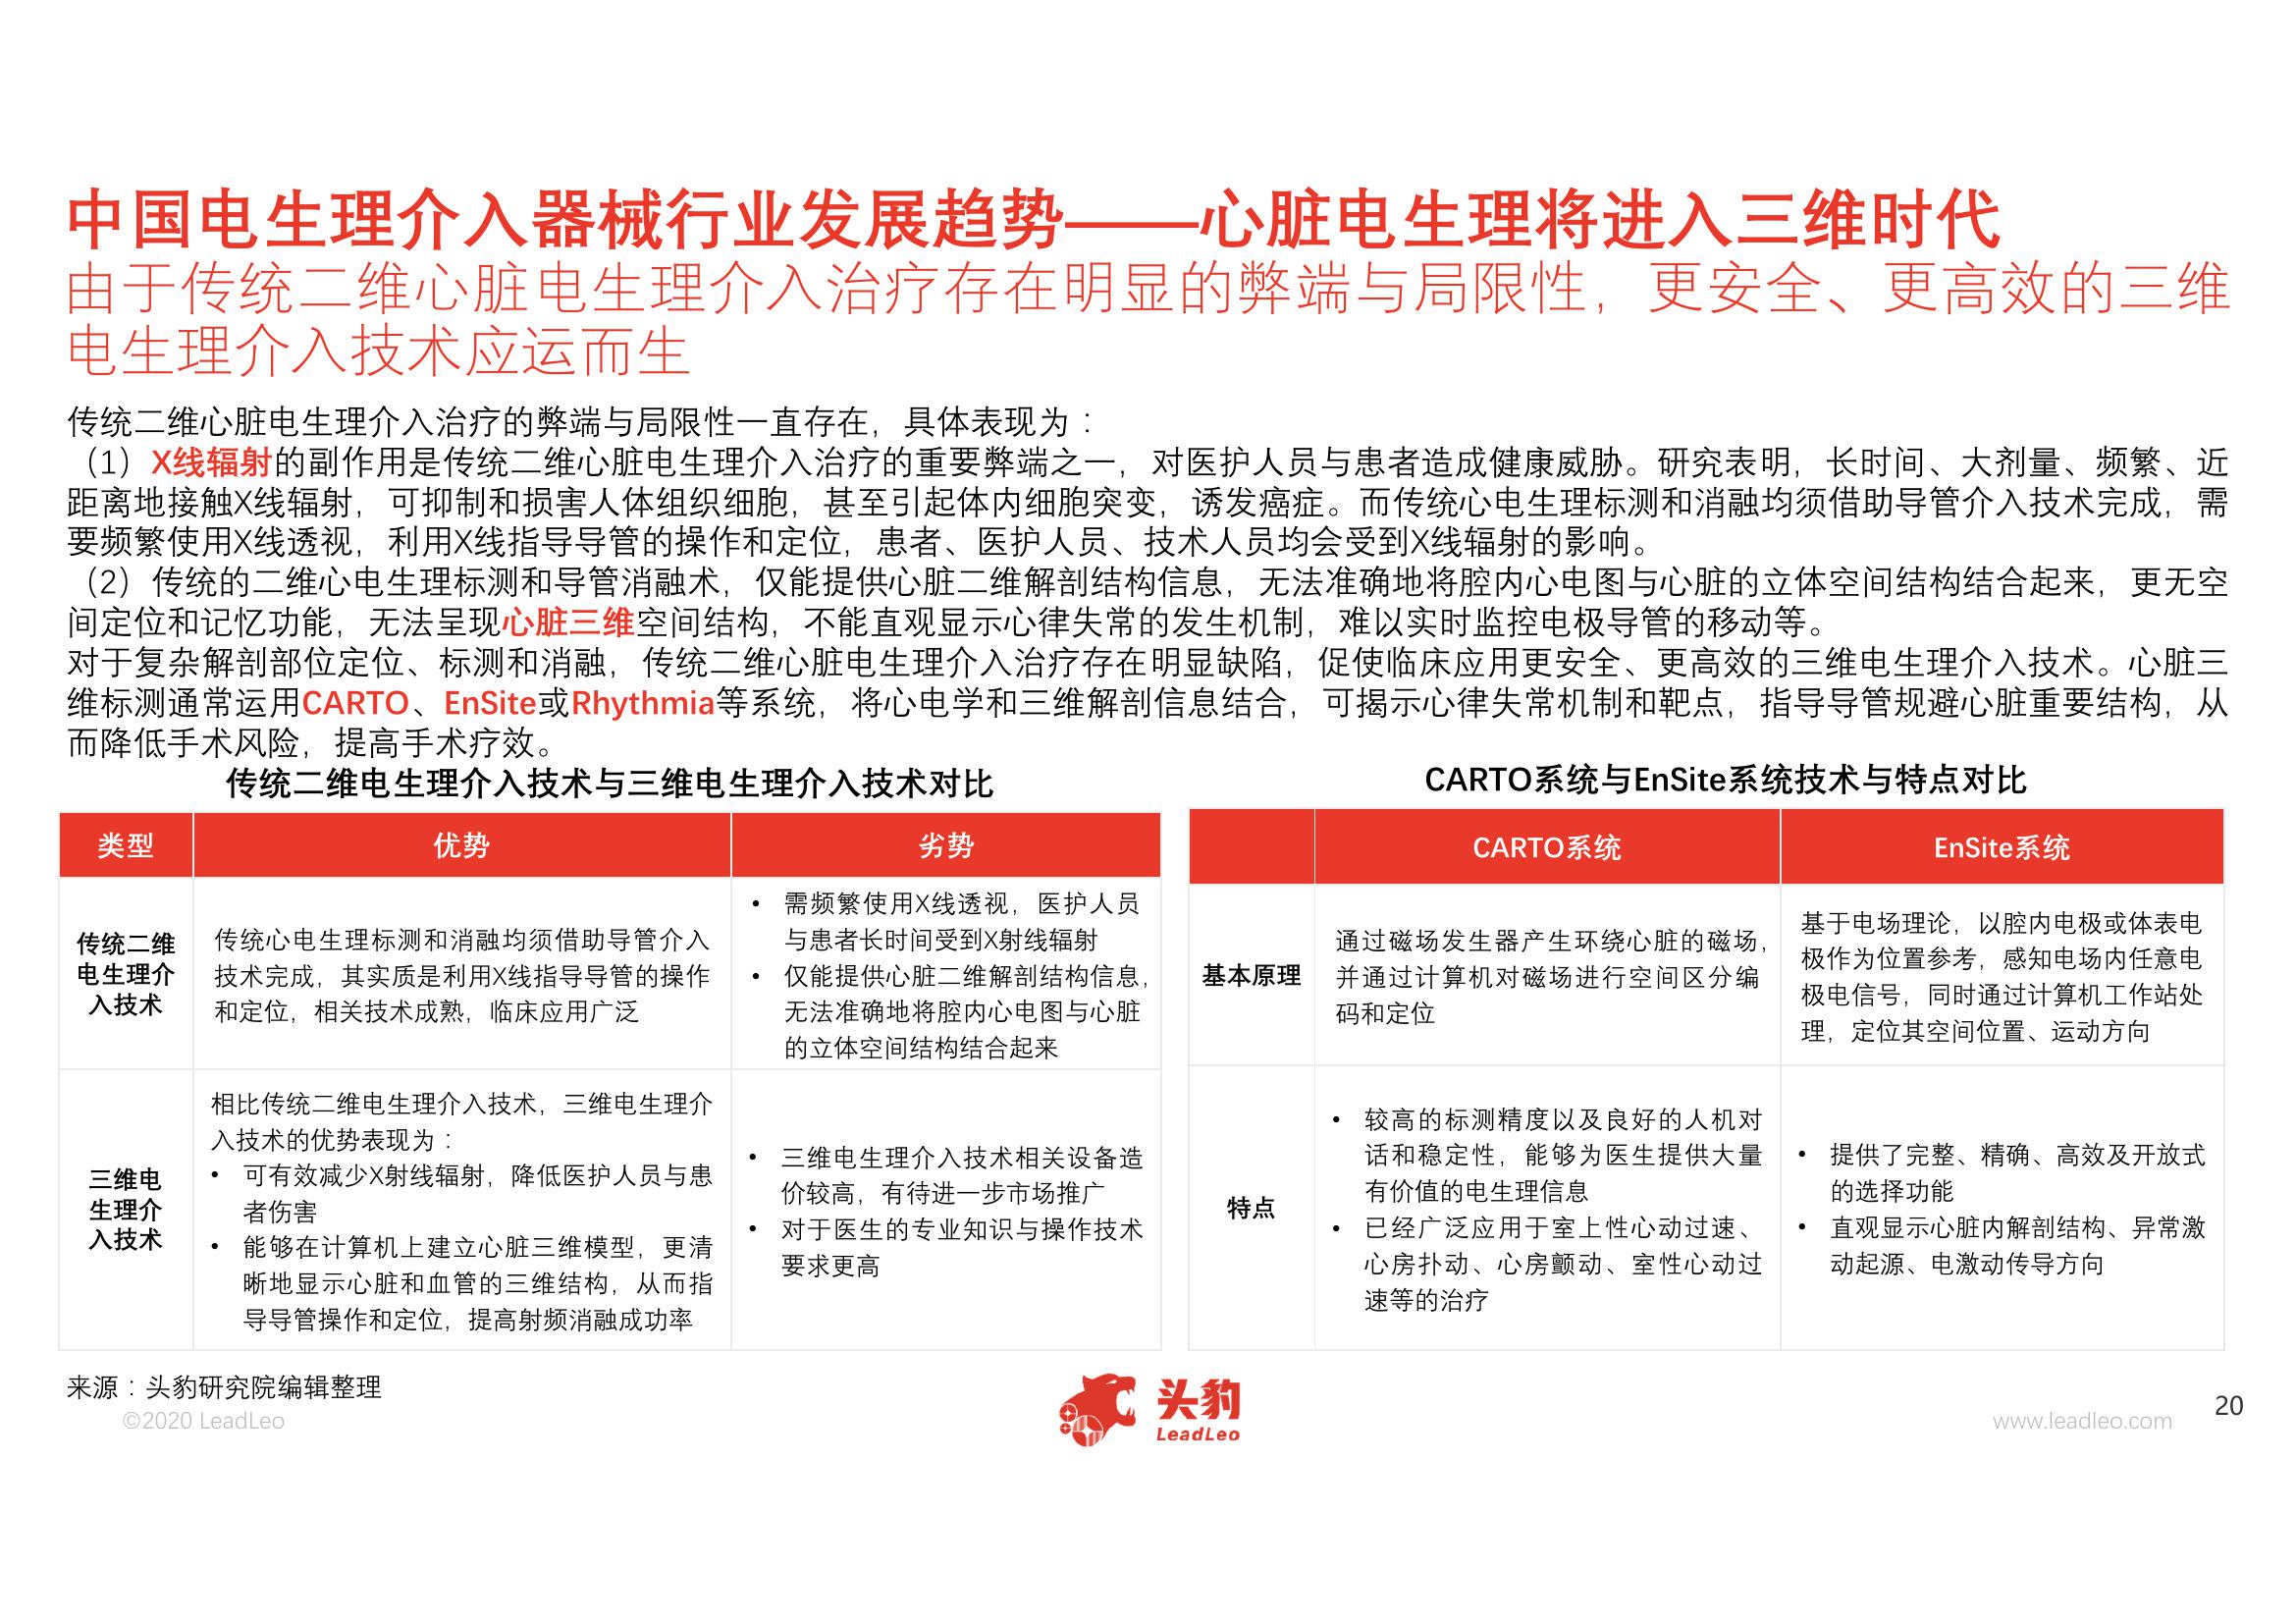 中国电生理介入器械行业发展趋势——心脏电生理将进入三维时代
由于传统二维心脏电生理介入治疗存在明显的弊端与局限性，更安全、更高效的三维
电生理介入技术应运而生
传统二维心脏电生理介入治疗的弊端与局限性一直存在，具体表现为：
（1）X线辐射的副作用是传统二维心脏电生理介入治疗的重要弊端之一，对医护人员与患者造成健康威胁。研究表明，长时间、大剂量、频繁、近
距离地接触X线辐射，可抑制和损害人体组织细胞，甚至引起体内细胞突变，诱发癌症。而传统心电生理标测和消融均须借助导管介入技术完成，需
要频繁使用X线透视，利用X线指导导管的操作和定位，患者、医护人员、技术人员均会受到X线辐射的影响。
（2）传统的二维心电生理标测和导管消融术，仅能提供心脏二维解剖结构信息，无法准确地将腔内心电图与心脏的立体空间结构结合起来，更无空
间定位和记忆功能，无法呈现心脏三维空间结构，不能直观显示心律失常的发生机制，难以实时监控电极导管的移动等。
对于复杂解剖部位定位、标测和消融，传统二维心脏电生理介入治疗存在明显缺陷，促使临床应用更安全、更高效的三维电生理介入技术。心脏三
维标测通常运用CARTO、EnSite或Rhythmia等系统，将心电学和三维解剖信息结合，可揭示心律失常机制和靶点，指导导管规避心脏重要结构，从
而降低手术风险，提高手术疗效。
传统二维电生理介入技术与三维电生理介入技术对比
类型
优势
劣势
传统二维
电生理介
入技术
传统心电生理标测和消融均须借助导管介入
技术完成，其实质是利用X线指导导管的操作
和定位，相关技术成熟，临床应用广泛
• 需频繁使用X线透视，医护人员
与患者长时间受到X射线辐射
• 仅能提供心脏二维解剖结构信息，
无法准确地将腔内心电图与心脏
的立体空间结构结合起来
三维电
生理介
入技术
相比传统二维电生理介入技术，三维电生理介
入技术的优势表现为：
• 可有效减少X射线辐射，降低医护人员与患
者伤害
• 能够在计算机上建立心脏三维模型，更清
晰地显示心脏和血管的三维结构，从而指
导导管操作和定位，提高射频消融成功率
• 三维电生理介入技术相关设备造
价较高，有待进一步市场推广
• 对于医生的专业知识与操作技术
要求更高
CARTO系统与EnSite系统技术与特点对比
CARTO系统
EnSite系统
基本原理
通过磁场发生器产生环绕心脏的磁场，
并通过计算机对磁场进行空间区分编
码和定位
基于电场理论，以腔内电极或体表电
极作为位置参考，感知电场内任意电
极电信号，同时通过计算机工作站处
理，定位其空间位置、运动方向
特点
• 较高的标测精度以及良好的人机对
话和稳定性，能够为医生提供大量
有价值的电生理信息
• 已经广泛应用于室上性心动过速、
心房扑动、心房颤动、室性心动过
速等的治疗
• 提供了完整、精确、高效及开放式
的选择功能
• 直观显示心脏内解剖结构、异常激
动起源、电激动传导方向
来源：头豹研究院编辑整理
©2020 LeadLeo
头豹
LeadLeo
www.leadleo.com
20